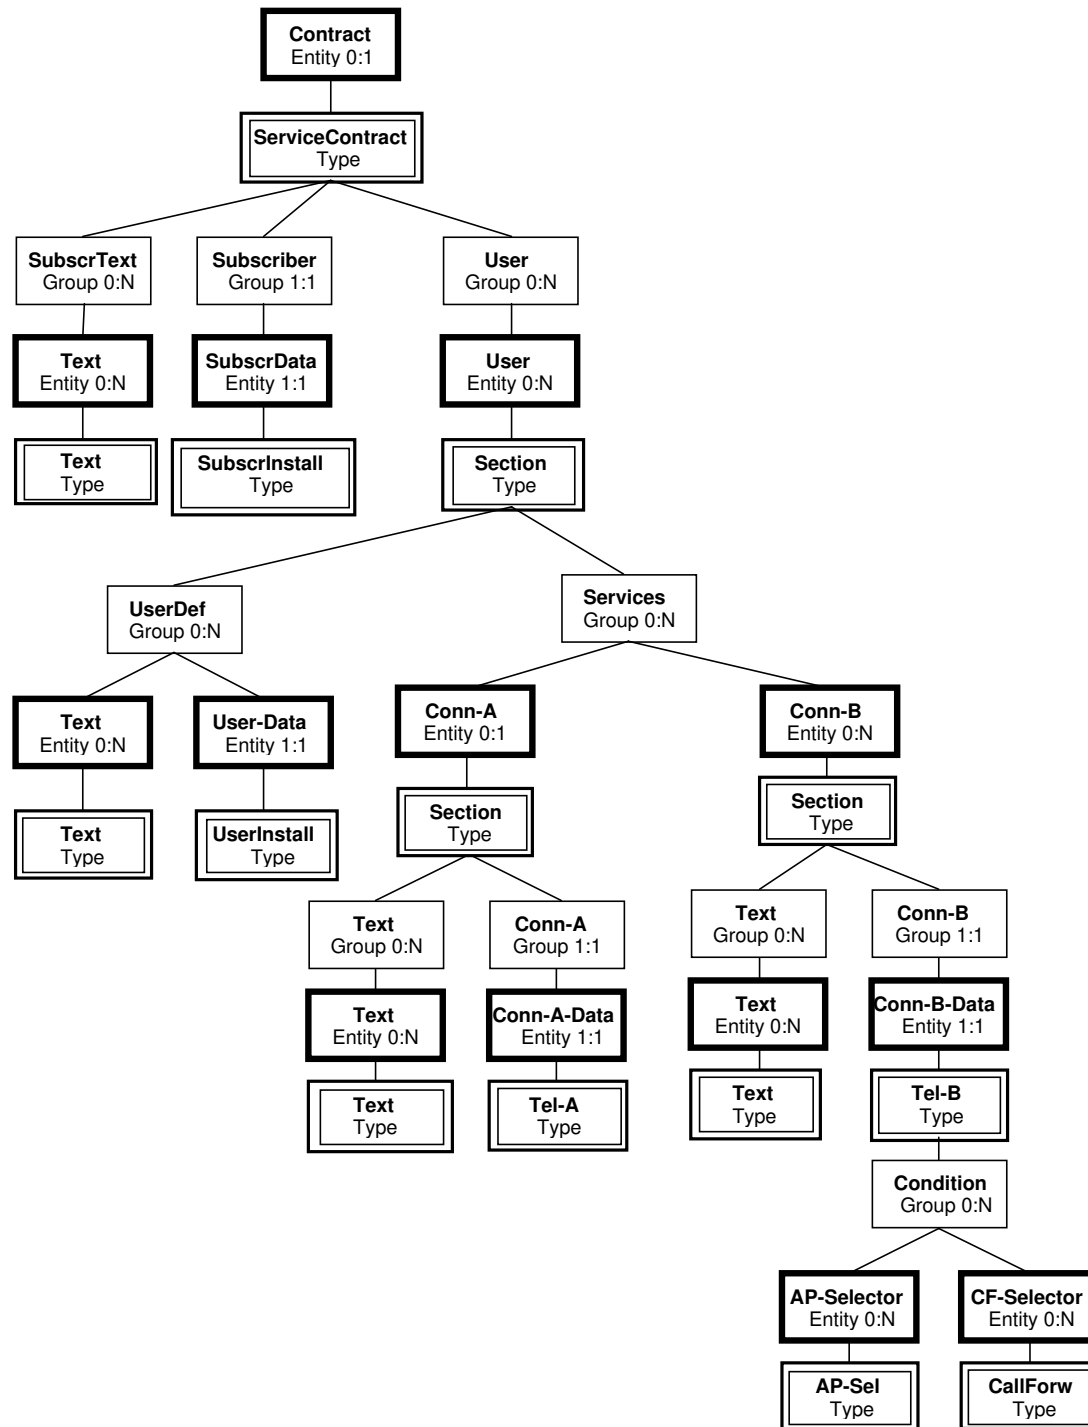 Contract
Entity 0:1
ServiceContract
Type
SubscrText
Group 0:N
Subscriber
Group 1:1
User
Group 0:N
Text
Entity 0:N
SubscrData
Entity 1:1
User
Entity 0:N
Text
Type
SubscrInstall
Type
Section
Type
UserDef
Group 0:N
Services
Group 0:N
Text
Entity 0:N
User-Data
Entity 1:1
Conn-A
Entity 0:1
Conn-B
Entity 0:N
Text
Type
UserInstall
Type
Section
Type
Section
Type
Text
Group 0:N
Conn-A
Group 1:1
Text
Group 0:N
Conn-B
Group 1:1
Text
Entity 0:N
Conn-A-Data
Entity 1:1
Text
Entity 0:N
Conn-B-Data
Entity 1:1
Text
Type
Tel-A
Type
Text
Type
Tel-B
Type
Condition
Group 0:N
AP-Selector
Entity 0:N
CF-Selector
Entity 0:N
AP-Sel
Type
CallForw
Type